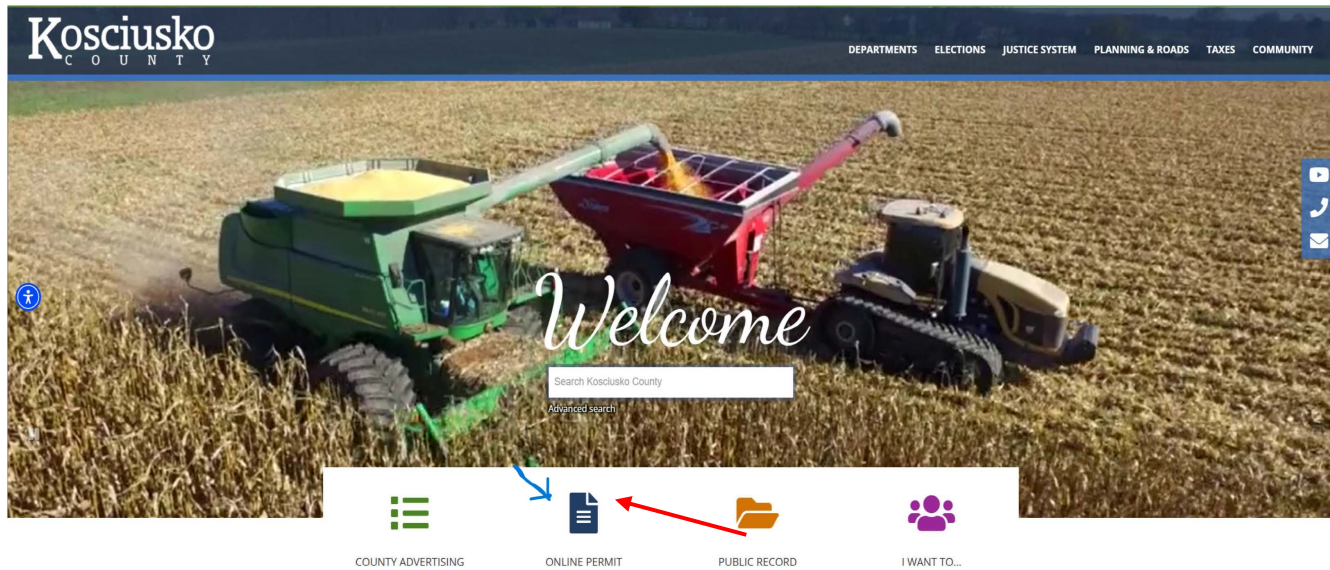 Kosciusko
COUNTY
DEPARTMENTS ELECTIONS JUSTICE SYSTEM PLANNING & ROADS TAXES COMMUNITY
Welcome
Search Kosciusko County
Advanced search
COUNTY ADVERTISING ONLINE PERMIT PUBLIC RECORD I WANT TO...